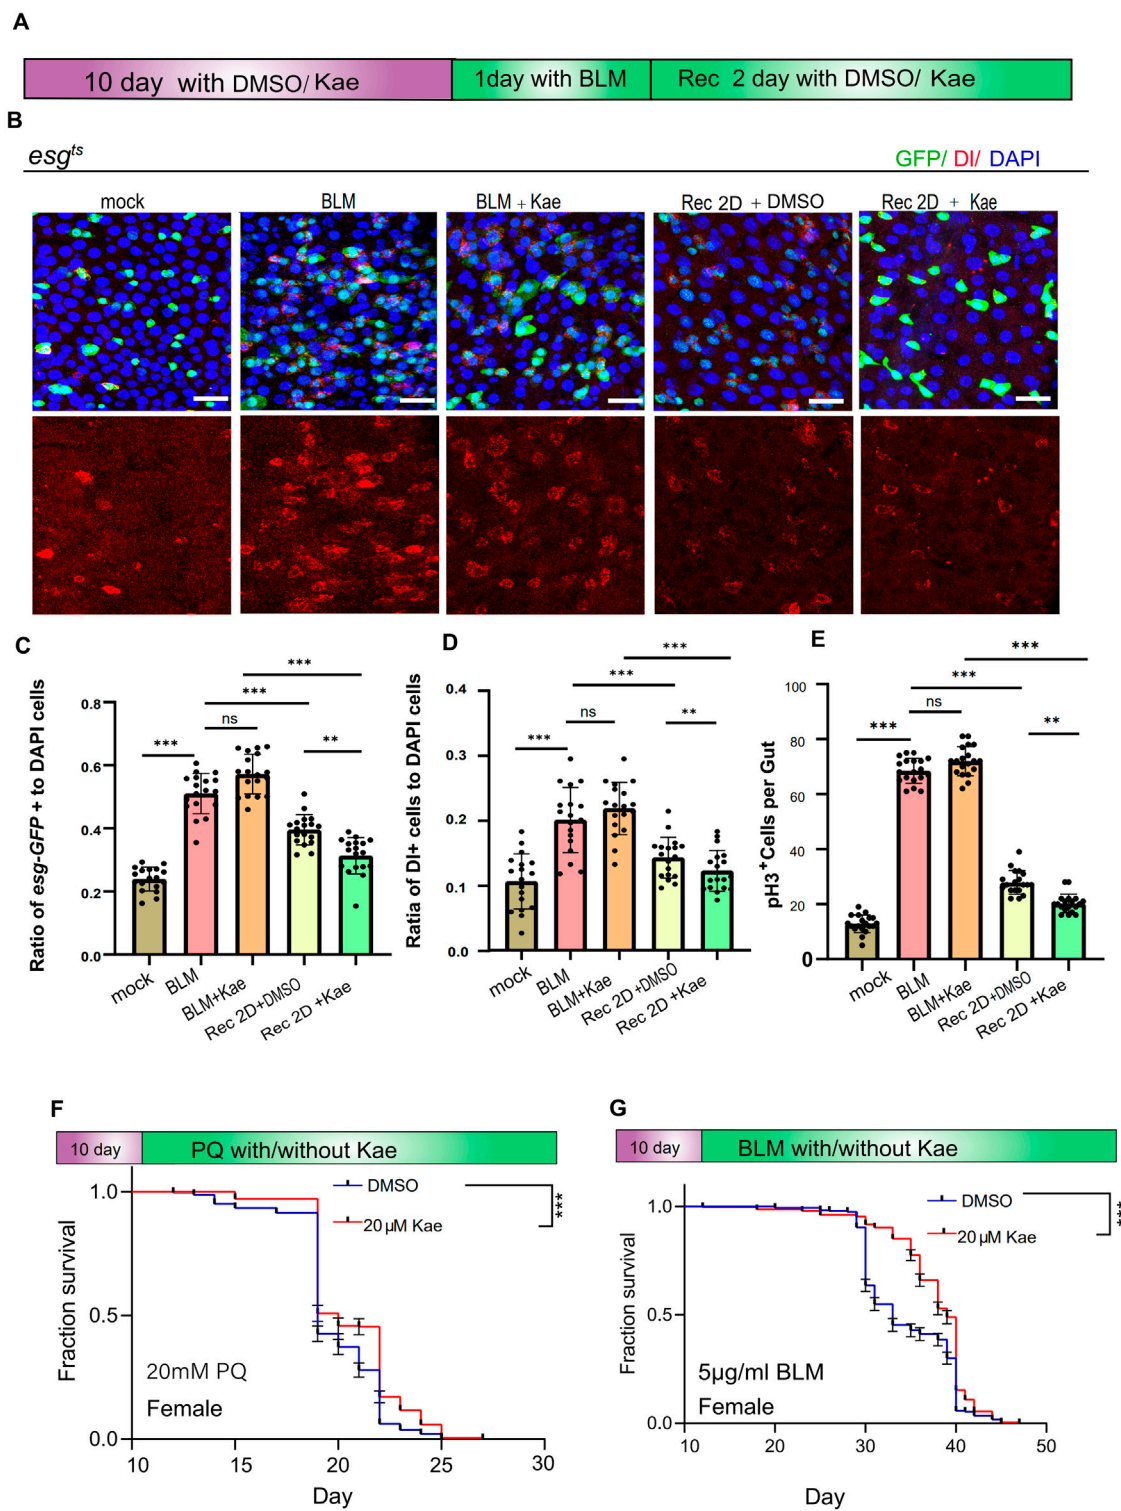 A
10 day with DMSO/ Kae
1day with BLM
Rec 2 day with DMSO/ Kae
B
esgts
GFP/ DI/ DAPI
mock
BLM
BLM + Kae
Rec 2D + DMSO
Rec 2D + Kae
C
Ratio of esg-GFP + to DAPI cells
0.8
0.6
0.4
0.2
0.0
***
***
***
ns
**
mock
BLM
BLM+Kae
Rec 2D+DMSO
Rec 2D +Kae
D
Ratia of DI+ cells to DAPI cells
0.4
0.3
0.2
0.1
0.0
***
***
***
ns
**
mock
BLM
BLM+Kae
Rec 2D +DMSO
Rec 2D +Kae
E
pH3 +Cells per Gut
100
80
60
40
20
0
***
***
***
ns
**
mock
BLM
BLM+Kae
Rec 2D+DMSO
Rec 2D +Kae
F
10 day
PQ with/without Kae
DMSO
20 µM Kae
***
Fraction survival
1.0
0.5
0.0
20mM PQ
Female
10
15
20
25
30
Day
G
10 day
BLM with/without Kae
DMSO
20 µM Kae
***
Fraction survival
1.0
0.5
0.0
5µg/ml BLM
Female
10
20
30
40
50
Day